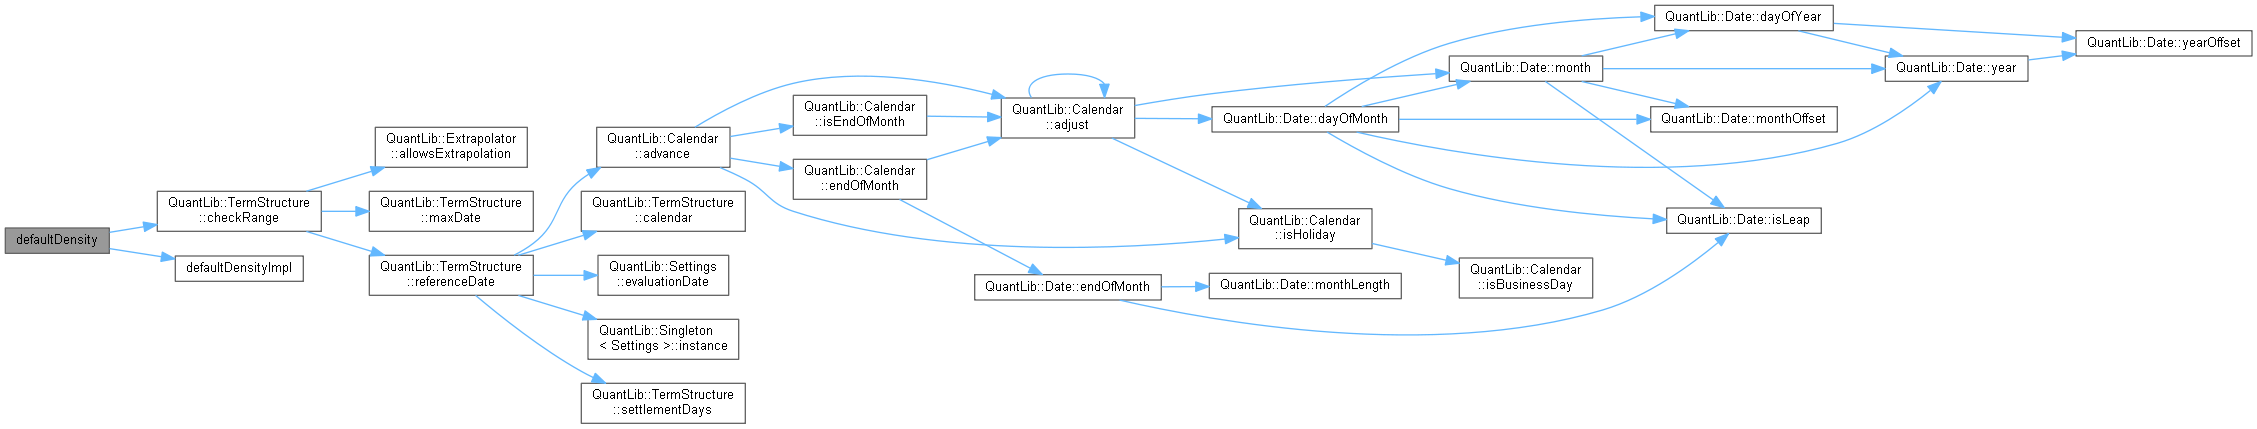 defaultDensity
QuantLib::TermStructure
::checkRange
defaultDensityImpl
QuantLib::Extrapolator
::allowsExtrapolation
QuantLib::TermStructure
::maxDate
QuantLib::TermStructure
::referenceDate
QuantLib::Calendar
::advance
QuantLib::TermStructure
::calendar
QuantLib::Settings
::evaluationDate
QuantLib::Singleton
< Settings >::instance
QuantLib::TermStructure
::settlementDays
QuantLib::Calendar
::isEndOfMonth
QuantLib::Calendar
::endOfMonth
QuantLib::Calendar
::adjust
QuantLib::Date::endOfMonth
QuantLib::Date::dayOfMonth
QuantLib::Calendar
::isHoliday
QuantLib::Date::monthLength
QuantLib::Date::month
QuantLib::Calendar
::isBusinessDay
QuantLib::Date::dayOfYear
QuantLib::Date::monthOffset
QuantLib::Date::isLeap
QuantLib::Date::year
QuantLib::Date::yearOffset